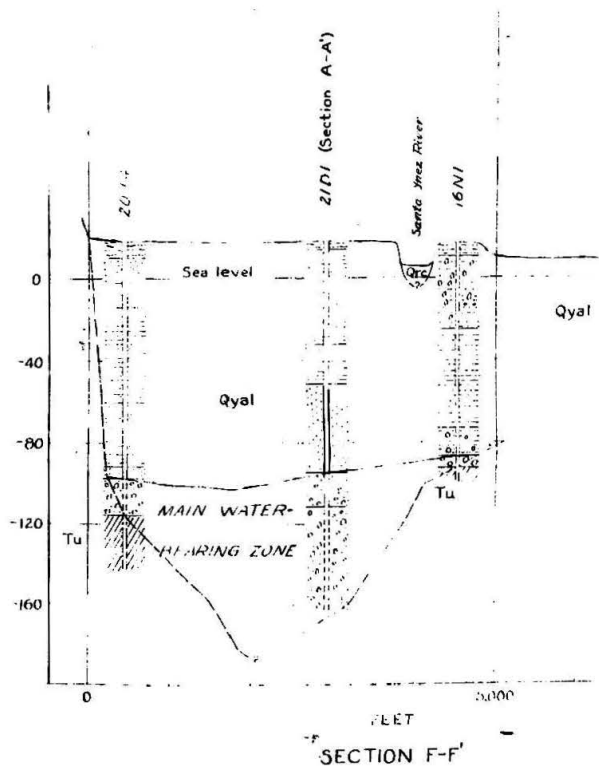 21D1 (Section A-A')
Santa Ynez River
16N1
0
Sea level
Qrc
?
Qyal
-40
Qyal
-80
-120
Tu
MAIN WATER-
BEARING ZONE
Tu
-160
0
5,000
FEET
SECTION F-F'